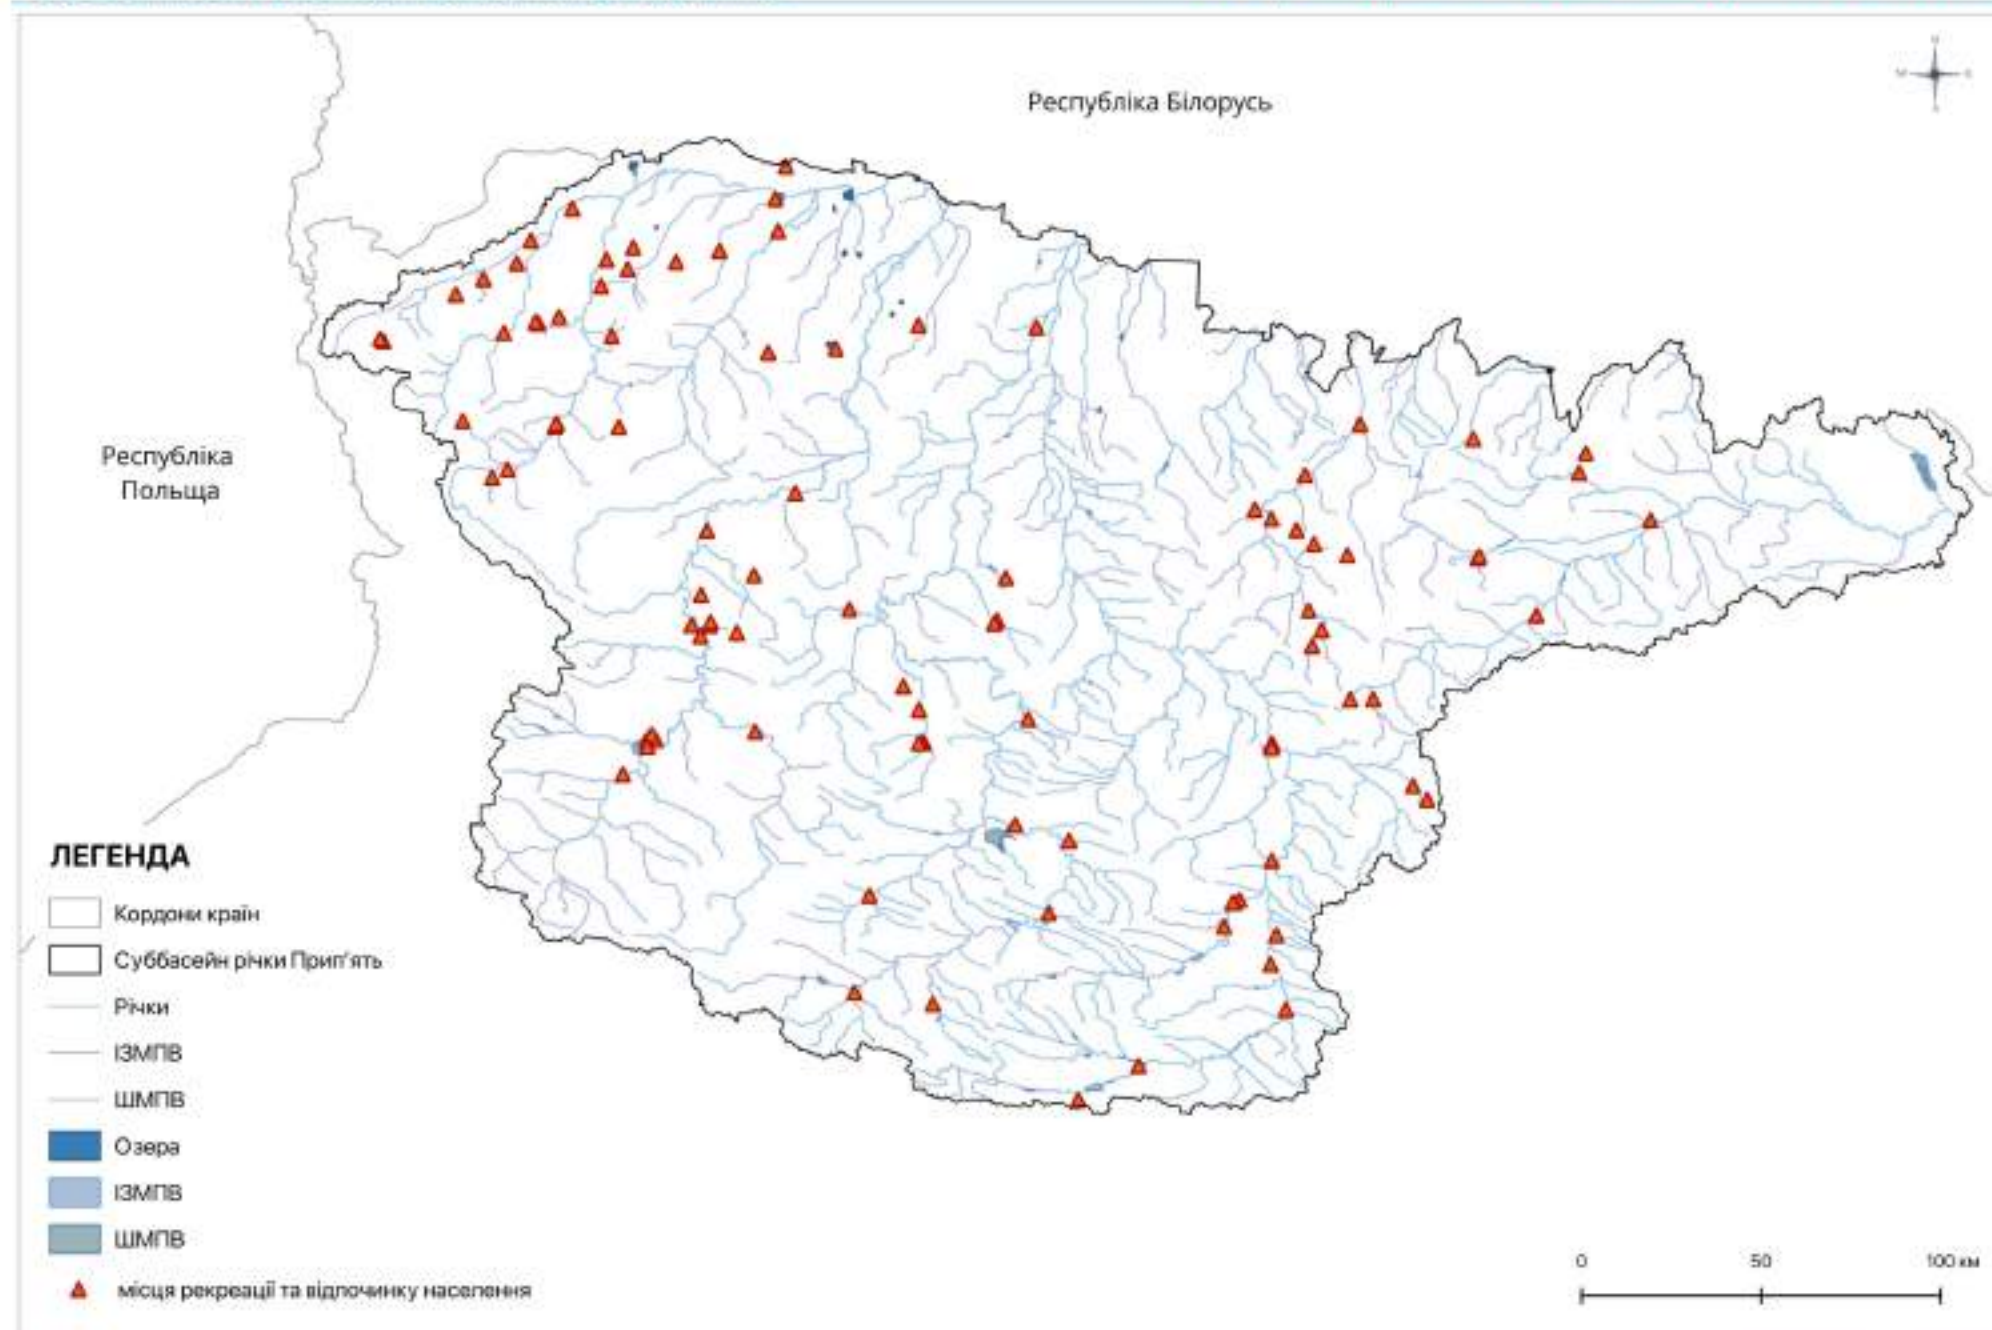 Республіка Білорусь
Республіка
Польща
ЛЕГЕНДА
Кордони країн
Суббасейн річки Прип'ять
Річки
ІЗМПВ
ШМПВ
Озера
ІЗМПВ
ШМПВ
місця рекреації та відпочинку населення
0 50 100 км